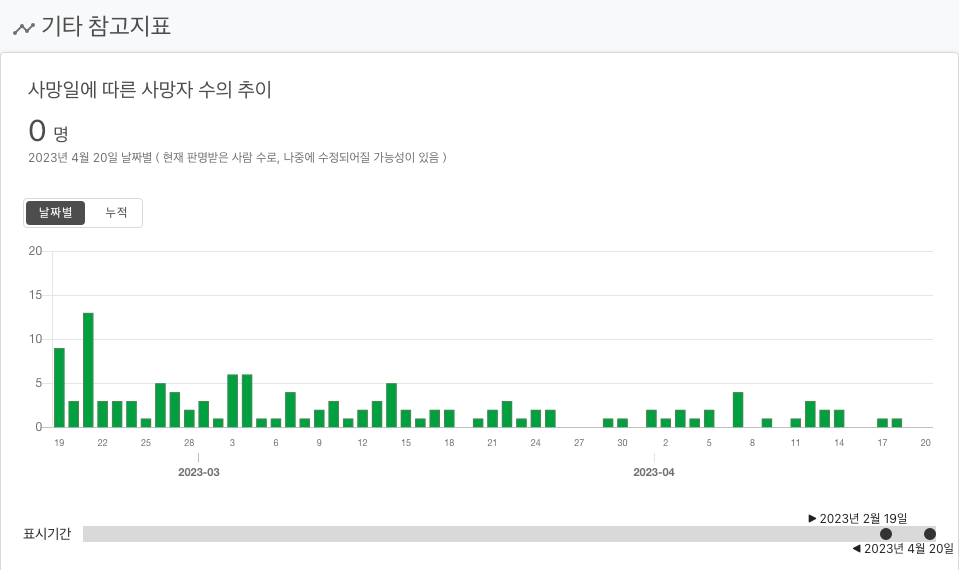 기타 참고지표
사망일에 따른 사망자 수의 추이
0 명
2023년 4월 20일 날짜별 ( 현재 판명받은 사람 수로, 나중에 수정되어질 가능성이 있음 )
날짜별 누적
20
15
10
5
0
19 22 25 28 3 6 9 12 15 18 21 24 27 30 2 5 8 11 14 17 20
2023-03 2023-04
▶ 2023년 2월 19일
표시기간
◀ 2023년 4월 20일